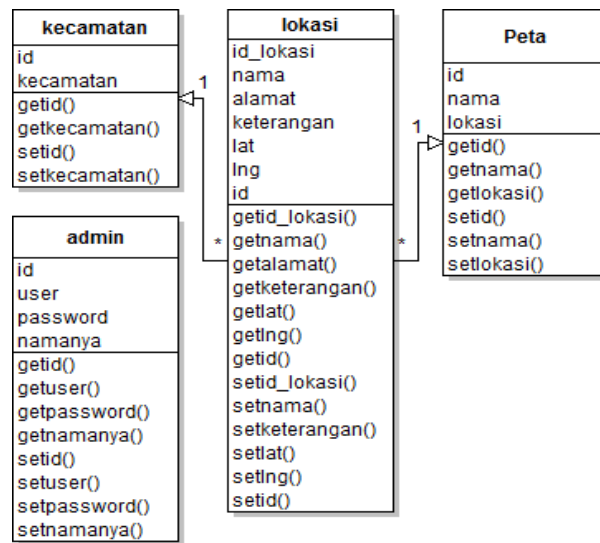 kecamatan
id
kecamatan
getid()
getkecamatan()
setid()
setkecamatan()
1
*
admin
id
user
password
namanya
getid()
getuser()
getpassword()
getnamanya()
setid()
setuser()
setpassword()
setnamanya()
lokasi
id_lokasi
nama
alamat
keterangan
lat
lng
id
getid_lokasi()
getnama()
getalamat()
getketerangan()
getlat()
getlng()
getid()
setid_lokasi()
setnama()
setketerangan()
setlat()
setlng()
setid()
1
*
Peta
id
nama
lokasi
getid()
getnama()
getlokasi()
setid()
setnama()
setlokasi()